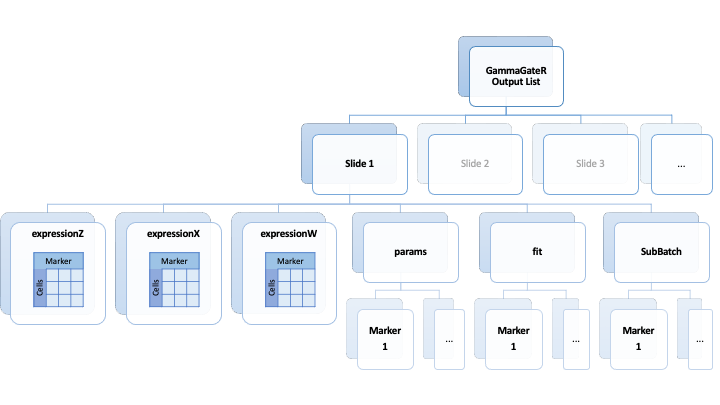 GammaGateR
Output List
Slide 1
Slide 2
Slide 3
...
expressionZ
expressionX
expressionW
params
fit
SubBatch
Marker
Cells
Marker
Cells
Marker
Cells
Marker
1
...
Marker
1
...
Marker
1
...